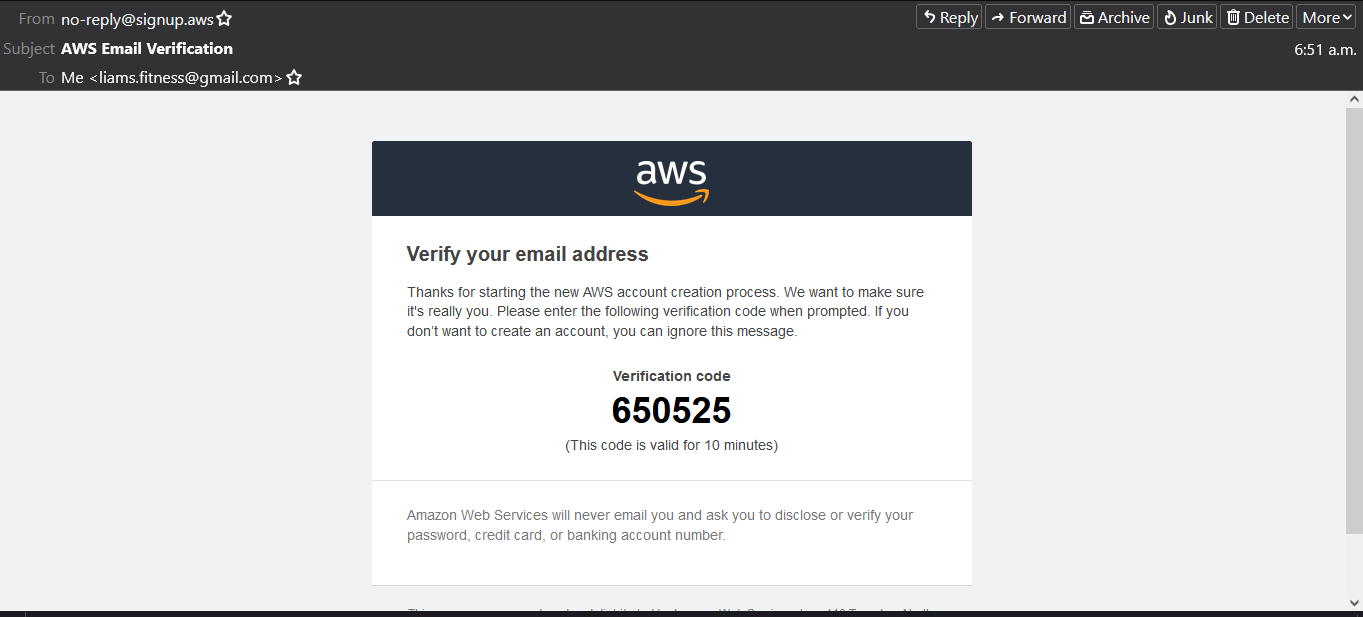 From no-reply@signup.aws Reply Forward Archive Junk Delete More
Subject AWS Email Verification 6:51 a.m.
To Me <liams.fitness@gmail.com>
aws
Verify your email address
Thanks for starting the new AWS account creation process. We want to make sure
it's really you. Please enter the following verification code when prompted. If you
don't want to create an account, you can ignore this message.
Verification code
650525
(This code is valid for 10 minutes)
Amazon Web Services will never email you and ask you to disclose or verify your
password, credit card, or banking account number.